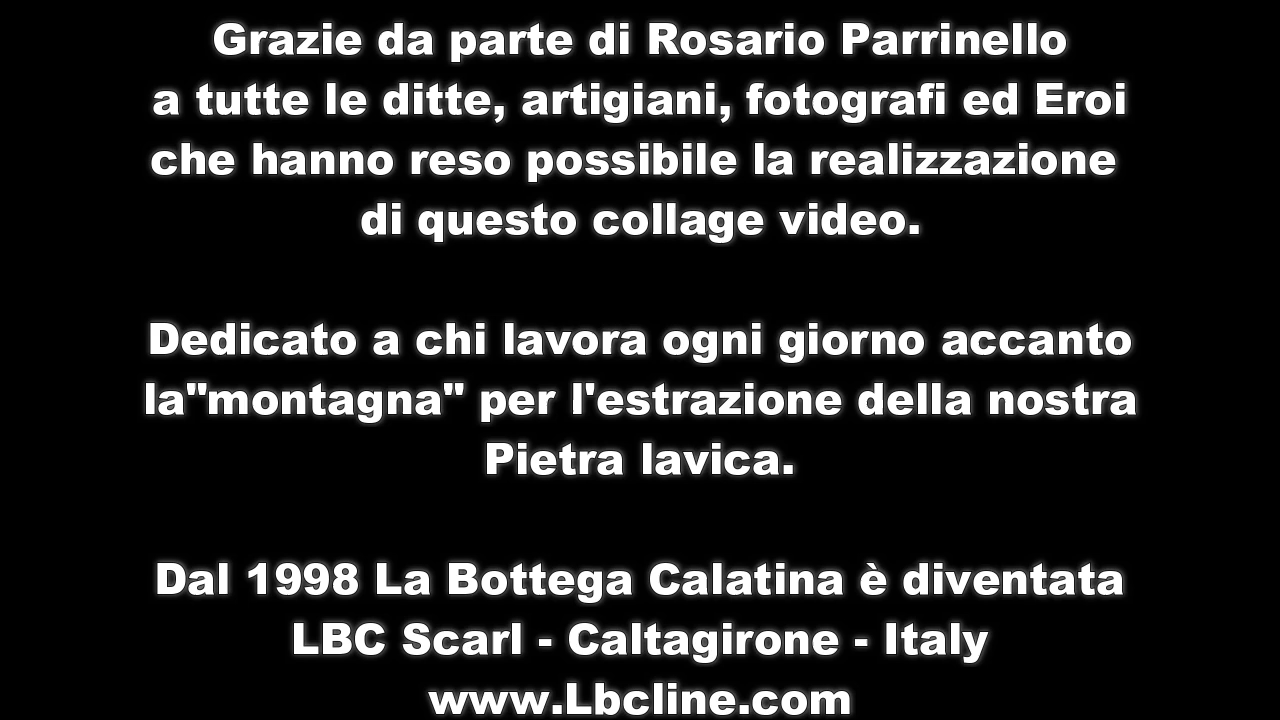 Grazie da parte di Rosario Parrinello
a tutte le ditte, artigiani, fotografi ed Eroi
che hanno reso possibile la realizzazione
di questo collage video.
Dedicato a chi lavora ogni giorno accanto
la"montagna" per l'estrazione della nostra
Pietra lavica.
Dal 1998 La Bottega Calatina è diventata
LBC Scarl - Caltagirone - Italy
www.Lbcline.com